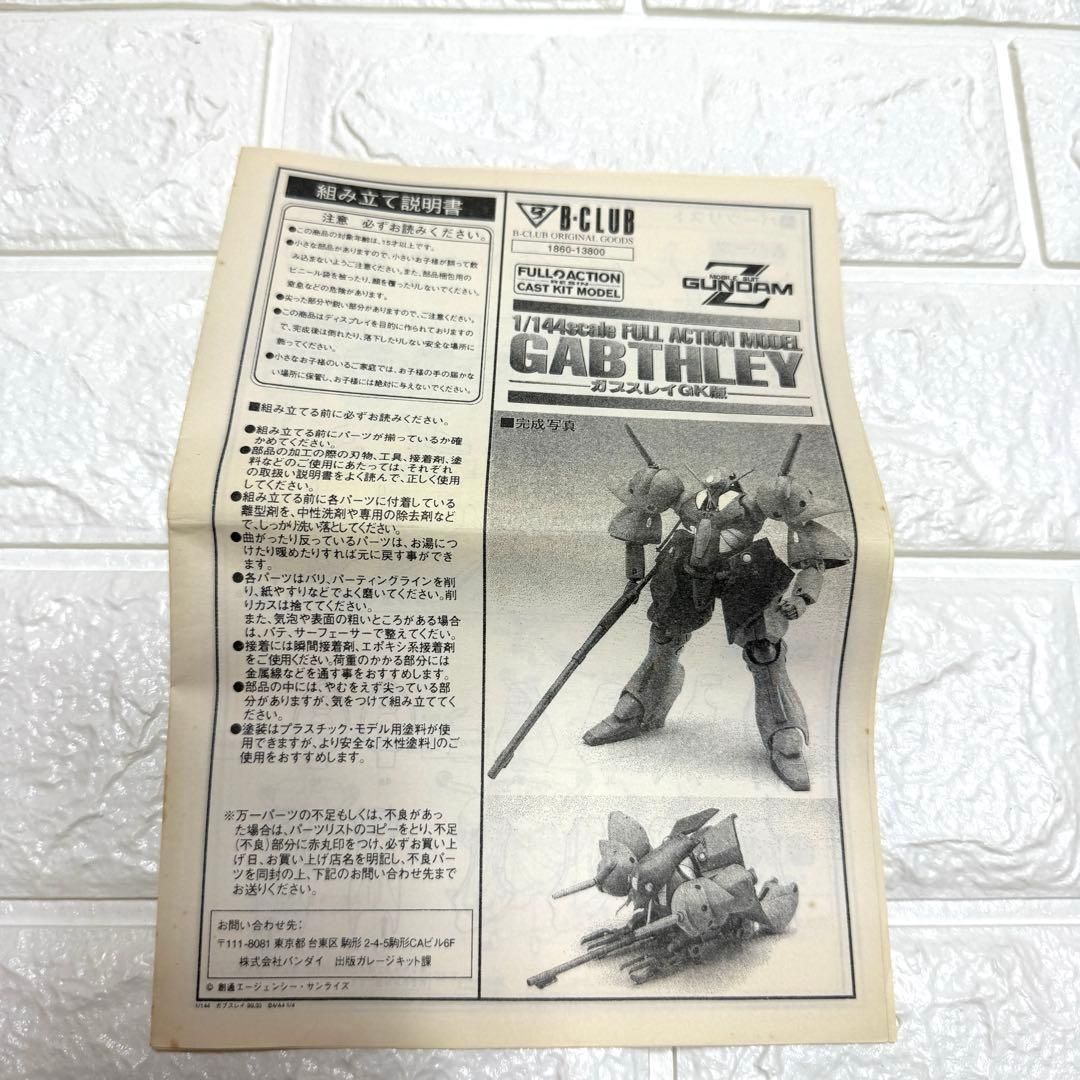 組み立て説明書
注意 必ずお読みください。
●この商品の対象年齢は、15才以上です。
●小さな部品がありますので、小さいお子様が誤って飲
み込まないようご注意ください。また、部品梱包用の
ビニール袋を被ったり、顔を覆ったりしないでください。
窒息などの危険があります。
●尖った部分や鋭い部分がありますので、ご注意ください。
●この商品はディスプレイを目的に作られておりますの
で、完成後は倒れたり、落下したりしない安全な場所に
飾ってください。
●小さなお子様のいるご家庭では、お子様の手の届かな
い場所に保管し、お子様には絶対に与えないでください。
■組み立てる前に必ずお読みください。
●組み立てる前にパーツが揃っているか確
かめてください。
●部品の加工の際の刃物、工具、接着剤、塗
料などのご使用にあたっては、それぞれ
の取扱い説明書をよく読んで、正しく使用
してください。
●組み立てる前に各パーツに付着している
離型剤を、中性洗剤や専用の除去剤など
で、しっかり洗い落としてください。
●曲がったり反っているパーツは、お湯につ
けたり暖めたりすれば元に戻す事ができ
ます。
●各パーツはバリ、パーティングラインを削
り、紙やすりなどでよく磨いてください。削
りカスは捨ててください。
また、気泡や表面の粗いところがある場合
は、パテ、サーフェーサーで整えてくだい。
●接着には瞬間接着剤、エポキシ系接着剤
をご使用ください。荷重のかかる部分には
金属線などを通す事をおすすめします。
●部品の中には、やむをえず尖っている部
分がありますが、気をつけて組み立ててく
ださい。
●塗装はプラスチック・モデル用塗料が使
用できますが、より安全な「水性塗料」のご
使用をおすすめします。
※万一パーツの不足もしくは、不良があっ
た場合は、パーツリストのコピーをとり、不足
(不良)部分に赤丸印をつけ、必ずお買い上
げ日、お買い上げ店名を明記し、不良パー
ツを同封の上、下記のお問い合わせ先まで
お送りください。
お問い合わせ先:
〒111-8081 東京都 台東区 駒形 2-4-5駒形CAビル6F
株式会社バンダイ 出版ガレージキット課
© 創通エージェンシー・サンライズ
B-CLUB
B-CLUB ORIGINAL GOODS
1860-13800
FULL ACTION
RESIN
CAST KIT MODEL
MOBILE SUIT
Z GUNDAM
1/144scale FULL ACTION MODEL
GABTHLEY
ガブスレイGK版
■完成写真